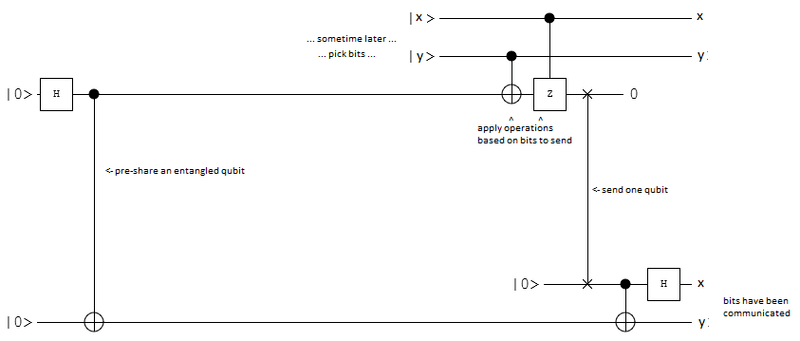 |x> x
... sometime later ...
... pick bits ... |y> y
|0> H Z 0
^ ^
apply operations
based on bits to send
<- pre-share an entangled qubit
<- send one qubit
|0> H x
bits have been
communicated
|0> y